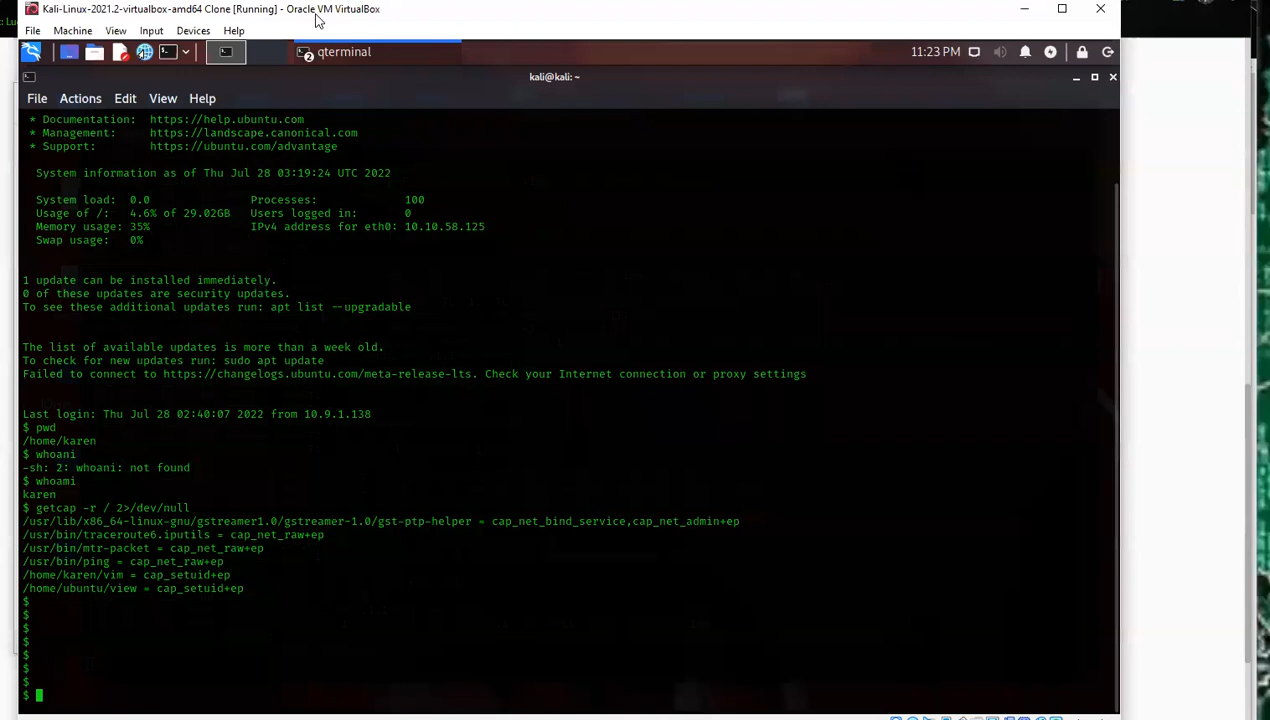 Kali-Linux-2021.2-virtualbox-amd64 Clone [Running] - Oracle VM VirtualBox
File Machine View Input Devices Help
qterminal
11:23 PM
kali@kali: ~
File Actions Edit View Help
* Documentation: https://help.ubuntu.com
* Management: https://landscape.canonical.com
* Support: https://ubuntu.com/advantage
System information as of Thu Jul 28 03:19:24 UTC 2022
System load: 0.0 Processes: 100
Usage of /: 4.6% of 29.02GB Users logged in: 0
Memory usage: 35% IPv4 address for eth0: 10.10.58.125
Swap usage: 0%
1 update can be installed immediately.
0 of these updates are security updates.
To see these additional updates run: apt list --upgradable
The list of available updates is more than a week old.
To check for new updates run: sudo apt update
Failed to connect to https://changelogs.ubuntu.com/meta-release-lts. Check your Internet connection or proxy settings
Last login: Thu Jul 28 02:40:07 2022 from 10.9.1.138
$ pwd
/home/karen
$ whoani
-sh: 2: whoani: not found
$ whoami
karen
$ getcap -r / 2>/dev/null
/usr/lib/x86_64-linux-gnu/gstreamer1.0/gstreamer-1.0/gst-ptp-helper = cap_net_bind_service,cap_net_admin+ep
/usr/bin/traceroute6.iputils = cap_net_raw+ep
/usr/bin/mtr-packet = cap_net_raw+ep
/usr/bin/ping = cap_net_raw+ep
/home/karen/vim = cap_setuid+ep
/home/ubuntu/view = cap_setuid+ep
$
$
$
$
$
$
$
$